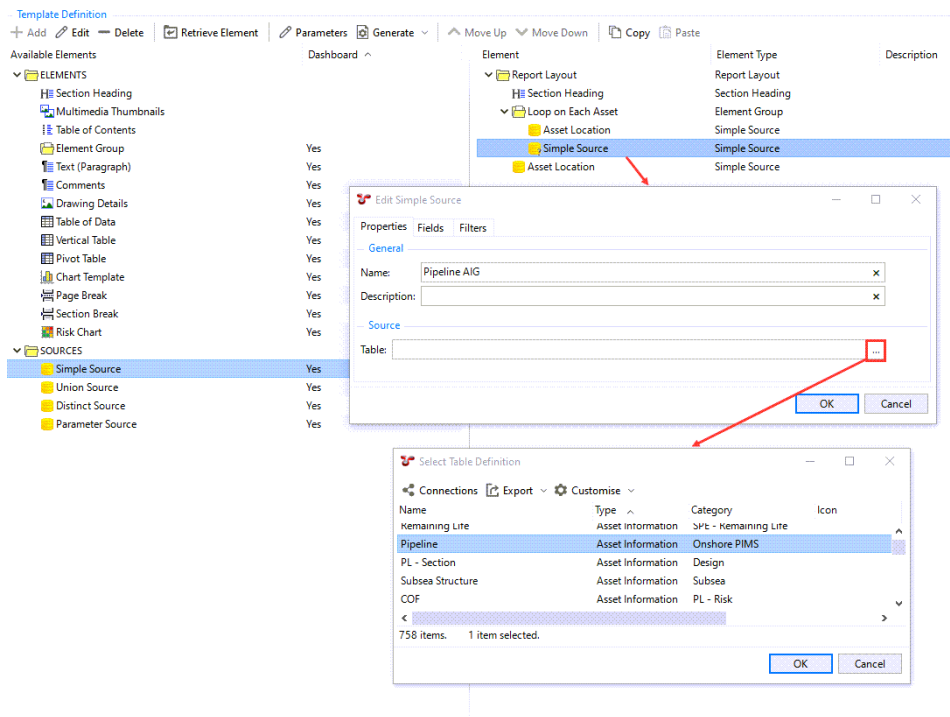 Template Definition
Add Edit Delete Retrieve Element Parameters Generate Move Up Move Down Copy Paste
Available Elements Dashboard
ELEMENTS
Section Heading
Multimedia Thumbnails
Table of Contents
Element Group Yes
Text (Paragraph) Yes
Comments Yes
Drawing Details Yes
Table of Data Yes
Vertical Table Yes
Pivot Table Yes
Chart Template Yes
Page Break Yes
Section Break Yes
Risk Chart Yes
SOURCES
Simple Source Yes
Union Source Yes
Distinct Source Yes
Parameter Source Yes
Element Element Type Description
Report Layout Report Layout
Section Heading Section Heading
Loop on Each Asset Element Group
Asset Location Simple Source
Simple Source Simple Source
Asset Location Simple Source
Edit Simple Source
Properties Fields Filters
General
Name: Pipeline AIG
Description:
Source
Table: ...
OK Cancel
Select Table Definition
Connections Export Customise
Name Type Category Icon
Remaining Life Asset Information SPE - Remaining Life
Pipeline Asset Information Onshore PIMS
PL - Section Asset Information Design
Subsea Structure Asset Information Subsea
COF Asset Information PL - Risk
758 items. 1 item selected.
OK Cancel